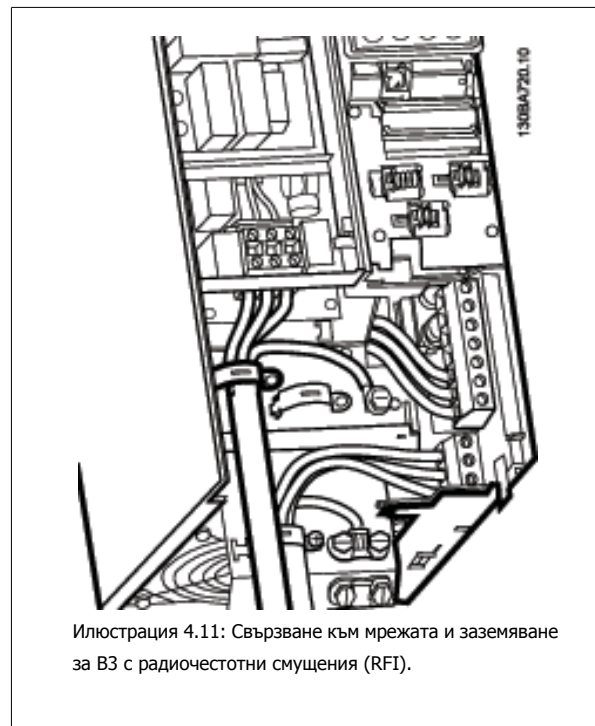 130BA720.10
Илюстрация 4.11: Свързване към мрежата и заземяване
за B3 с радиочестотни смущения (RFI).